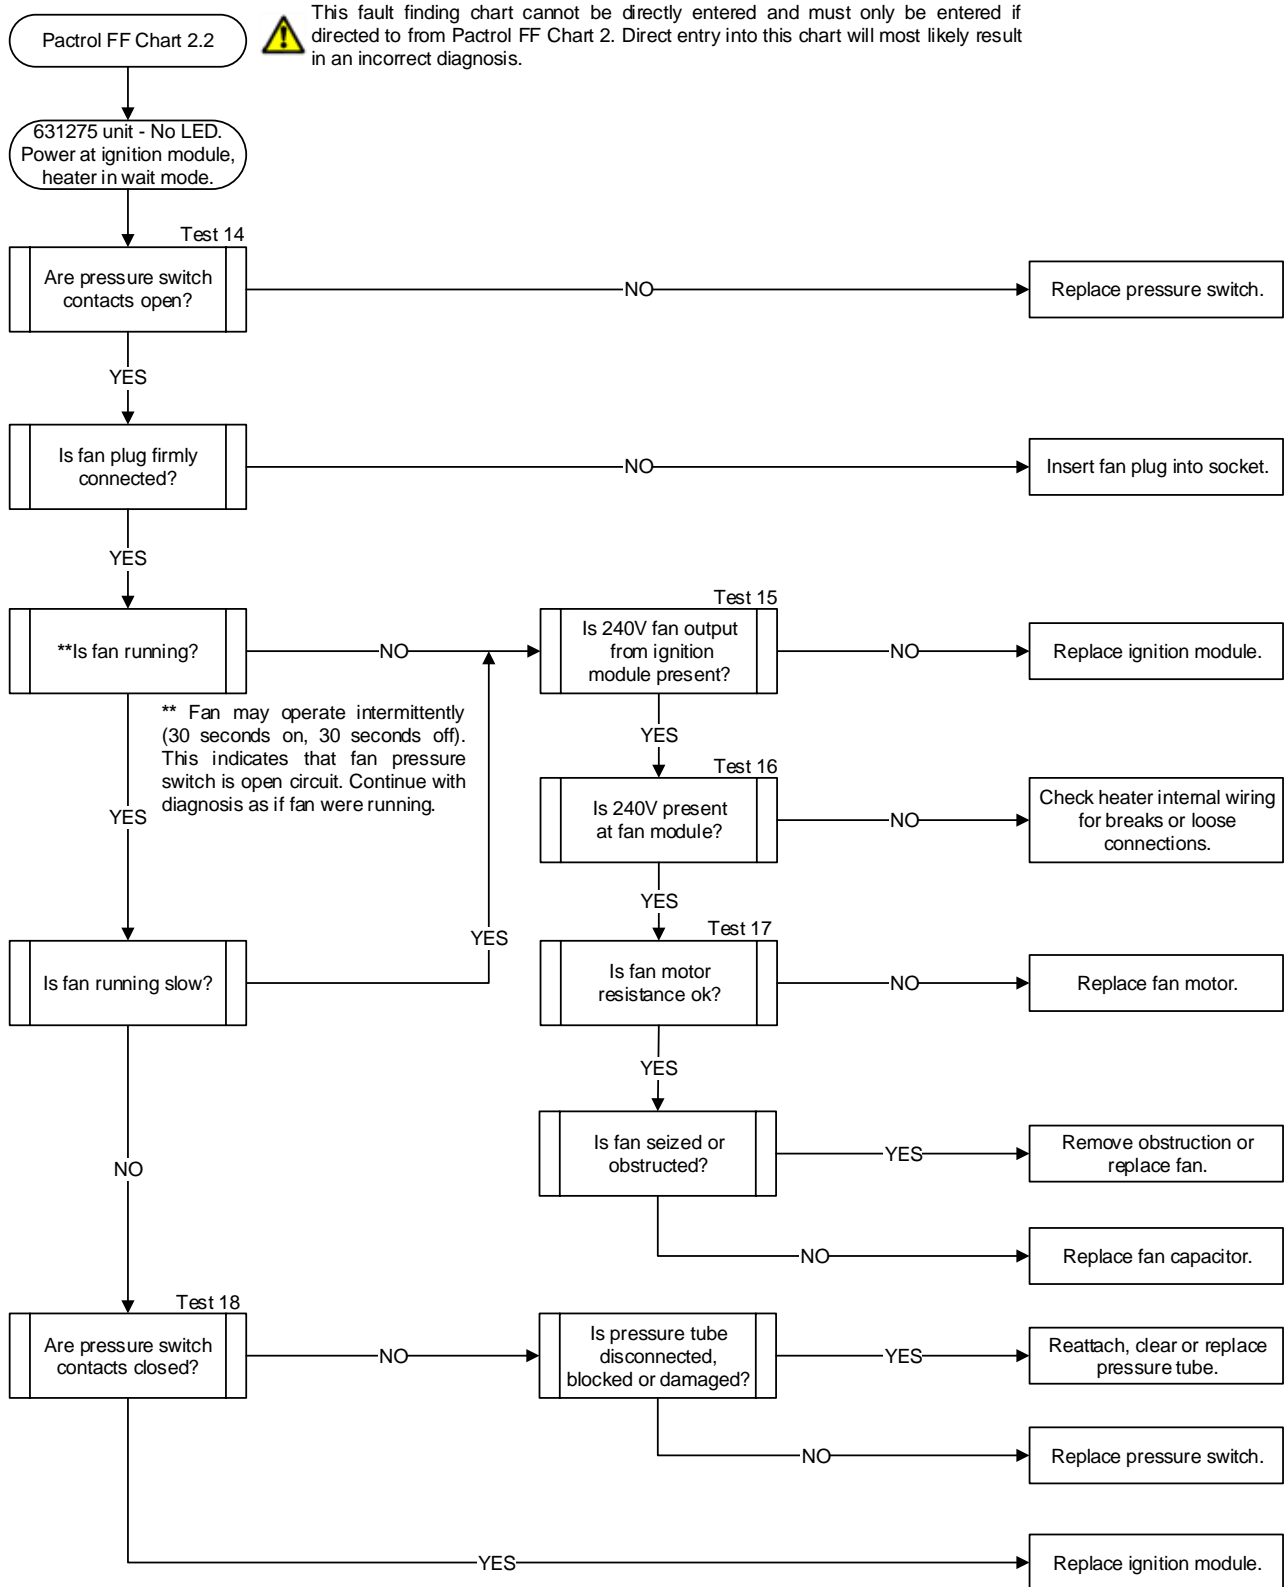 Pactrol FF Chart 2.2
This fault finding chart cannot be directly entered and must only be entered if
directed to from Pactrol FF Chart 2. Direct entry into this chart will most likely result
in an incorrect diagnosis.
631275 unit - No LED.
Power at ignition module,
heater in wait mode.
Test 14
Are pressure switch
contacts open?
NO
Replace pressure switch.
YES
Is fan plug firmly
connected?
NO
Insert fan plug into socket.
YES
**Is fan running?
NO
Test 15
Is 240V fan output
from ignition
module present?
NO
Replace ignition module.
** Fan may operate intermittently
(30 seconds on, 30 seconds off).
This indicates that fan pressure
switch is open circuit. Continue with
diagnosis as if fan were running.
YES
YES
Test 16
Is 240V present
at fan module?
NO
Check heater internal wiring
for breaks or loose
connections.
YES
Test 17
Is fan running slow?
YES
Is fan motor
resistance ok?
NO
Replace fan motor.
YES
Is fan seized or
obstructed?
YES
Remove obstruction or
replace fan.
NO
NO
Replace fan capacitor.
Test 18
Are pressure switch
contacts closed?
NO
Is pressure tube
disconnected,
blocked or damaged?
YES
Reattach, clear or replace
pressure tube.
NO
Replace pressure switch.
YES
Replace ignition module.